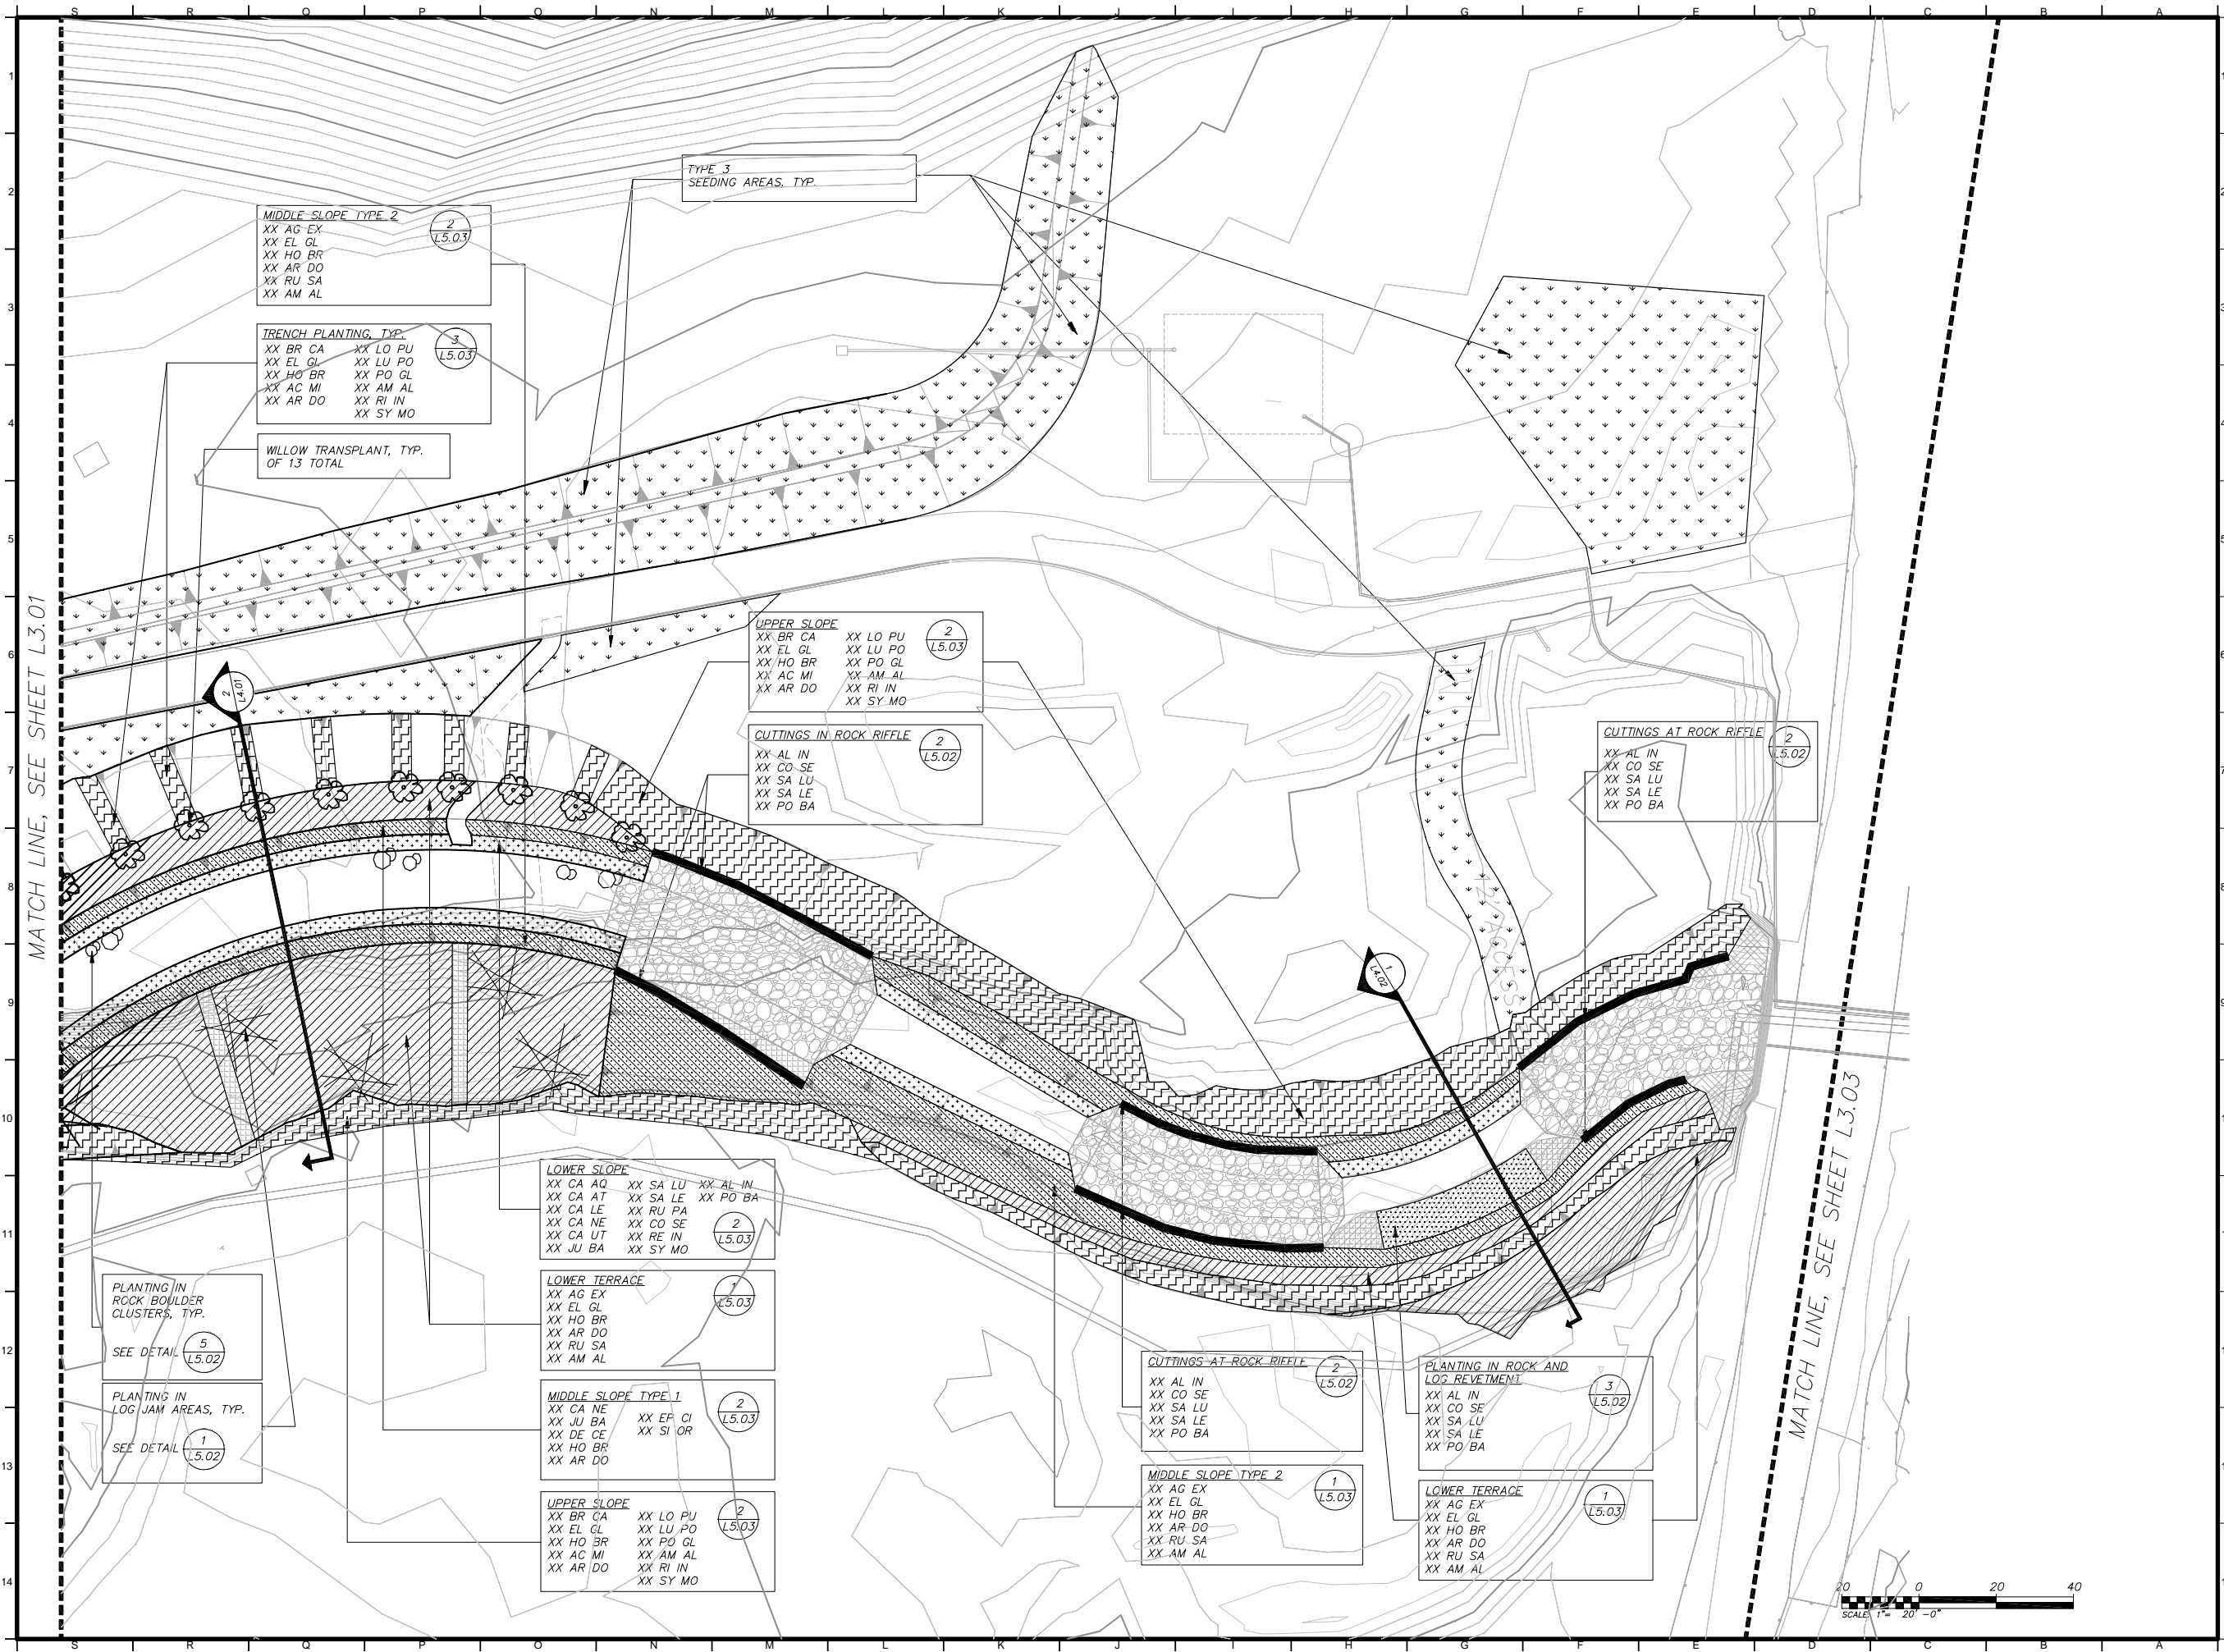 S R Q P O N M L K J I H G F E D C B A
1
2
3
4
5
6
7
8
9
10
11
12
13
14
MATCH LINE, SEE SHEET L3.01
TYPE 3
SEEDING AREAS, TYP.
MIDDLE SLOPE TYPE 2
XX AG EX
XX EL GL
XX HO BR
XX AR DO
XX RU SA
XX AM AL
2
L5.03
TRENCH PLANTING, TYP.
XX BR CA XX LO PU
XX EL GL XX LU PO
XX HO BR XX PO GL
XX AC MI XX AM AL
XX AR DO XX RI IN
XX SY MO
3
L5.03
WILLOW TRANSPLANT, TYP.
OF 13 TOTAL
UPPER SLOPE
XX BR CA XX LO PU
XX EL GL XX LU PO
XX HO BR XX PO GL
XX AC MI XX AM AL
XX AR DO XX RI IN
XX SY MO
2
L5.03
CUTTINGS IN ROCK RIFFLE
XX AL IN
XX CO SE
XX SA LU
XX SA LE
XX PO BA
2
L5.02
CUTTINGS AT ROCK RIFFLE
XX AL IN
XX CO SE
XX SA LU
XX SA LE
XX PO BA
2
L5.02
2
L4.01
1
L4.02
12' ACCESS
LOWER SLOPE
XX CA AQ XX SA LU XX AL IN
XX CA AT XX SA LE XX PO BA
XX CA LE XX RU PA
XX CA NE XX CO SE
XX CA UT XX RE IN
XX JU BA XX SY MO
2
L5.03
LOWER TERRACE
XX AG EX
XX EL GL
XX HO BR
XX AR DO
XX RU SA
XX AM AL
1
L5.03
MIDDLE SLOPE TYPE 1
XX CA NE
XX JU BA XX EP CI
XX DE CE XX SI OR
XX HO BR
XX AR DO
2
L5.03
UPPER SLOPE
XX BR CA XX LO PU
XX EL GL XX LU PO
XX HO BR XX PO GL
XX AC MI XX AM AL
XX AR DO XX RI IN
XX SY MO
2
L5.03
PLANTING IN
ROCK BOULDER
CLUSTERS, TYP.
SEE DETAIL
5
L5.02
PLANTING IN
LOG JAM AREAS, TYP.
SEE DETAIL
1
L5.02
CUTTINGS AT ROCK RIFFLE
XX AL IN
XX CO SE
XX SA LU
XX SA LE
XX PO BA
2
L5.02
MIDDLE SLOPE TYPE 2
XX AG EX
XX EL GL
XX HO BR
XX AR DO
XX RU SA
XX AM AL
1
L5.03
PLANTING IN ROCK AND
LOG REVETMENT
XX AL IN
XX CO SE
XX SA LU
XX SA LE
XX PO BA
3
L5.02
LOWER TERRACE
XX AG EX
XX EL GL
XX HO BR
XX AR DO
XX RU SA
XX AM AL
1
L5.03
MATCH LINE, SEE SHEET L3.03
20 0 20 40
SCALE: 1"= 20'-0"
S R Q P O N M L K J I H G F E D C B A